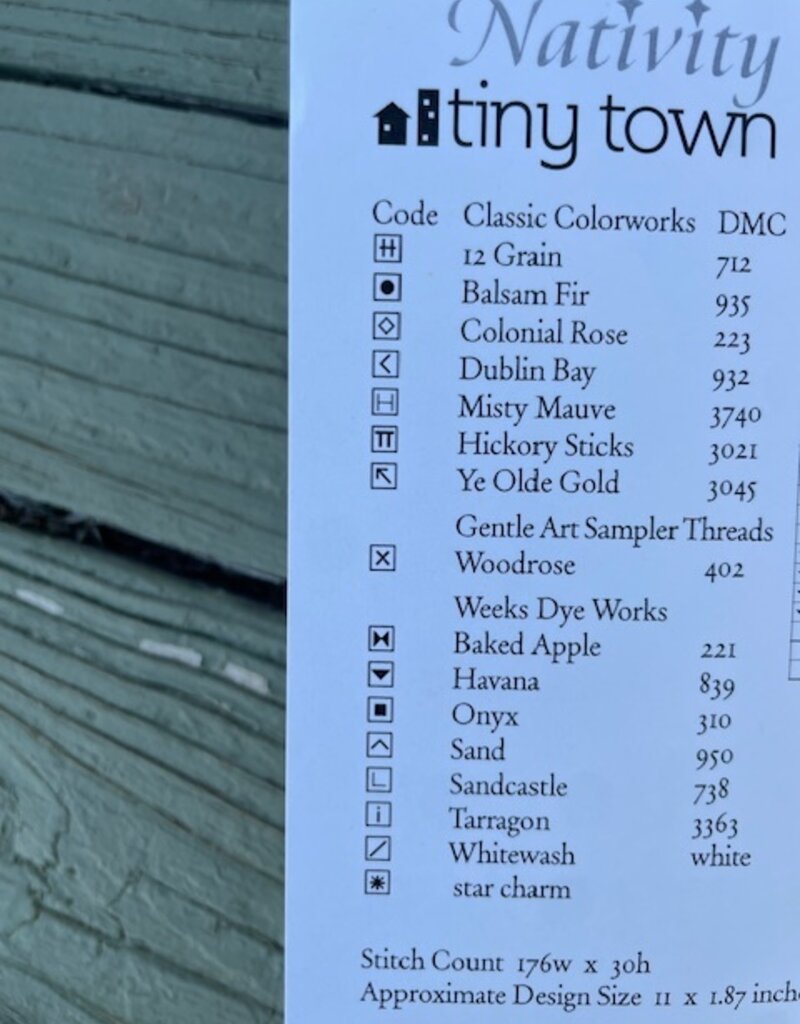 Nativity
tiny town
Code Classic Colorworks DMC
12 Grain 712
Balsam Fir 935
Colonial Rose 223
Dublin Bay 932
Misty Mauve 3740
Hickory Sticks 3021
Ye Olde Gold 3045
Gentle Art Sampler Threads
Woodrose 402
Weeks Dye Works
Baked Apple 221
Havana 839
Onyx 310
Sand 950
Sandcastle 738
Tarragon 3363
Whitewash white
star charm
Stitch Count 176w x 30h
Approximate Design Size 11 x 1.87 inche